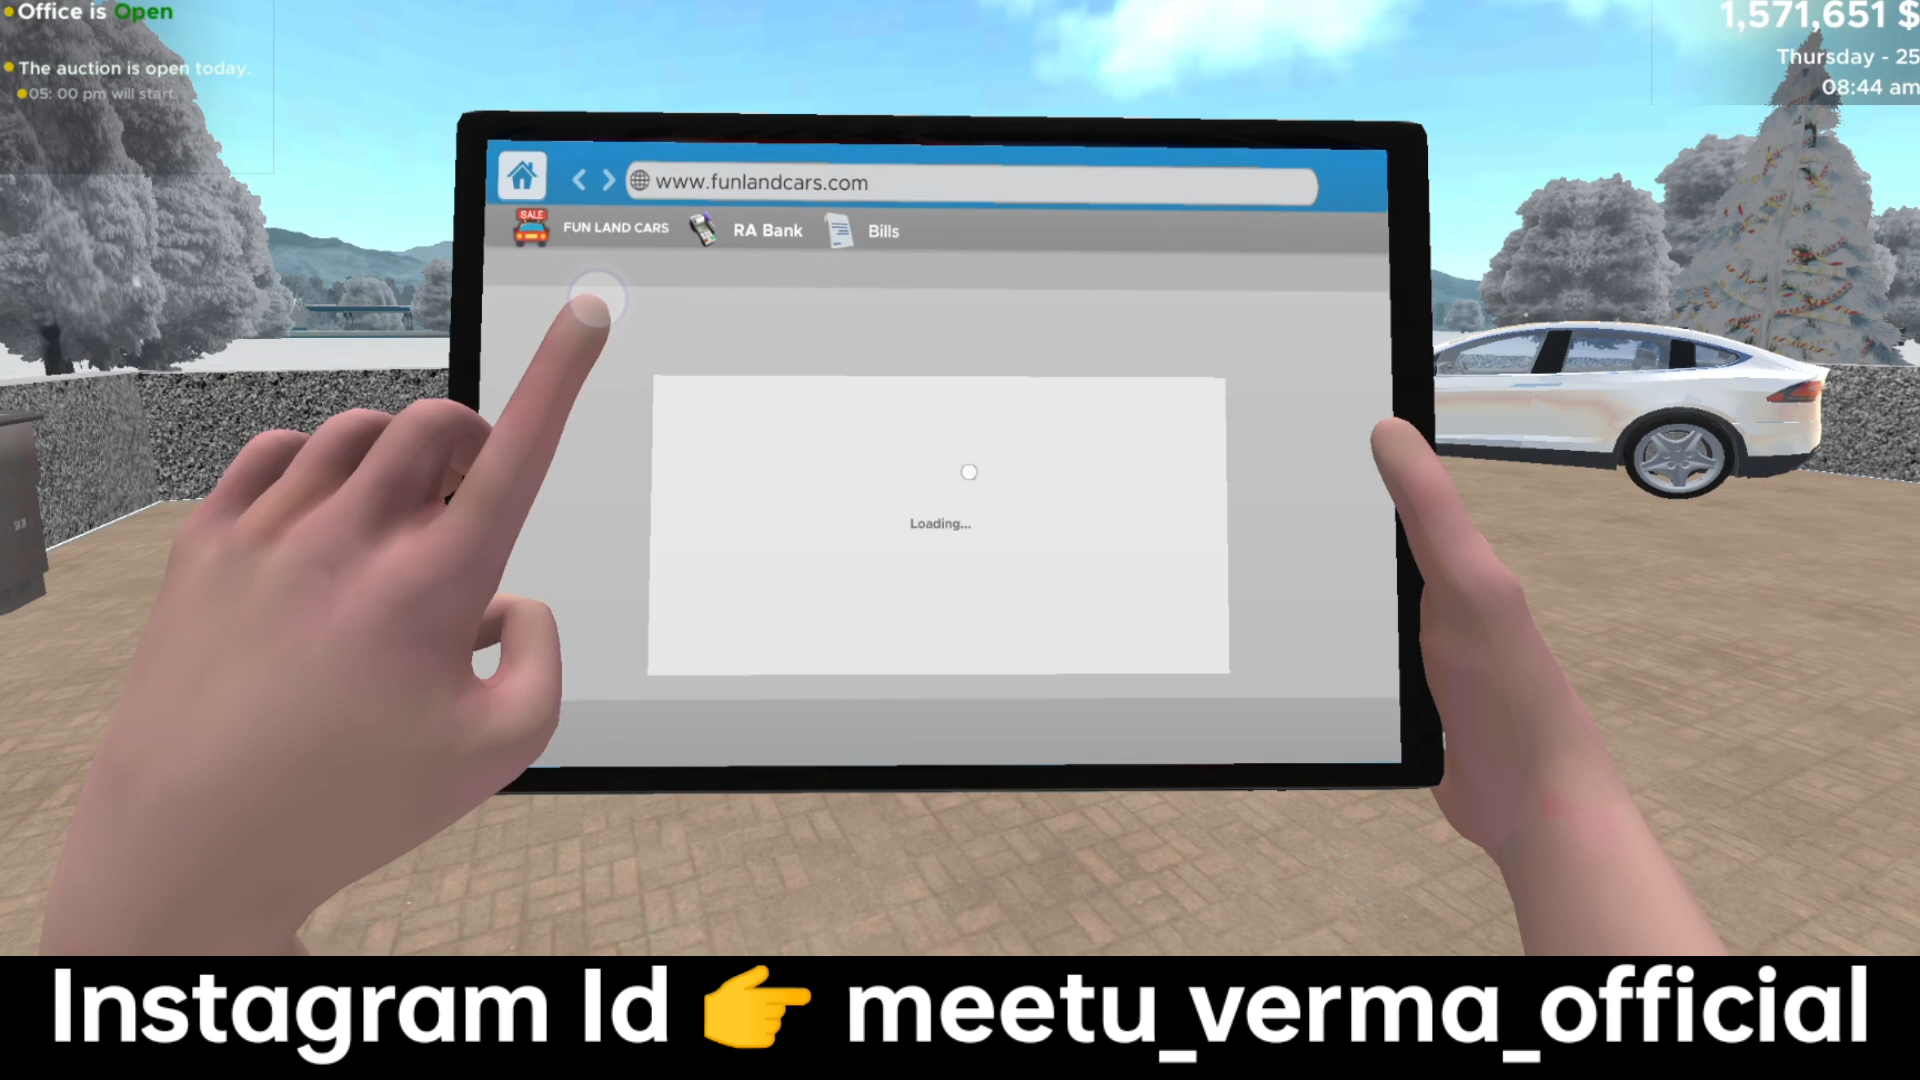 Office is Open
The auction is open today.
05: 00 pm will start.
1,571,651 $
Thursday - 25
08:44 am
www.funlandcars.com
SALE
FUN LAND CARS
RA Bank
Bills
Loading...
Instagram Id 👉 meetu_verma_official